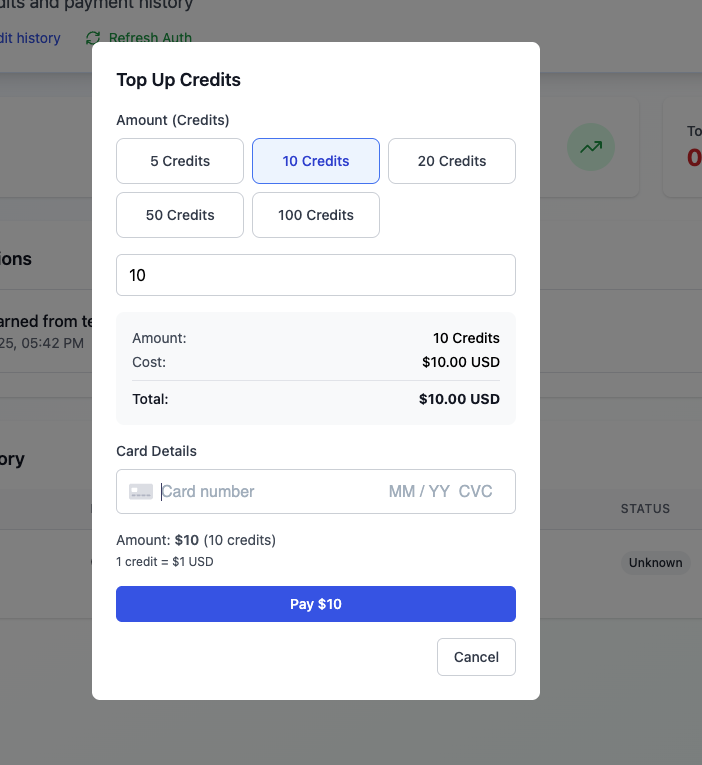 dits and payment history
dit history Refresh Auth
Top Up Credits
Amount (Credits)
5 Credits 10 Credits 20 Credits
50 Credits 100 Credits
10
Amount: 10 Credits
Cost: $10.00 USD
Total: $10.00 USD
Card Details
Card number MM / YY CVC
Amount: $10 (10 credits)
1 credit = $1 USD
Pay $10
Cancel
To
0
ions
arned from te
25, 05:42 PM
ory
STATUS
Unknown